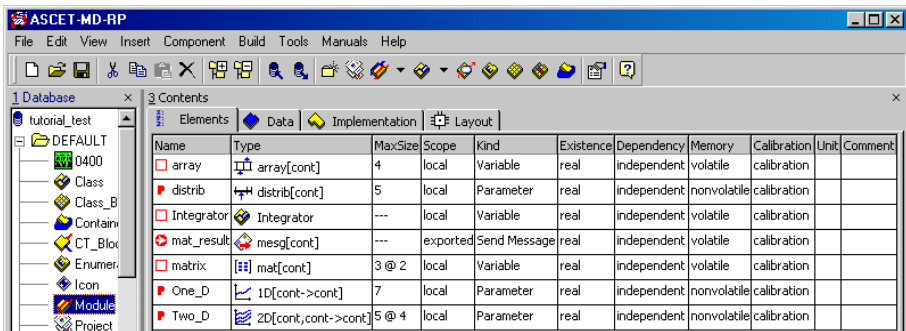 ASCET-MD-RP
File Edit View Insert Component Build Tools Manuals Help
1 Database
3 Contents
tutorial_test
DEFAULT
0400
Class
Class_B
Contain
CT_Bloc
Enumer
Icon
Module
Project
Elements Data Implementation Layout
Name Type MaxSize Scope Kind Existence Dependency Memory Calibration Unit Comment
array array[cont] 4 local Variable real independent volatile calibration
distrib distrib[cont] 5 local Parameter real independent nonvolatile calibration
Integrator Integrator --- local Variable real independent volatile calibration
mat_result mesg[cont] --- exported Send Message real independent volatile calibration
matrix mat[cont] 3 @ 2 local Variable real independent volatile calibration
One_D 1D[cont->cont] 7 local Parameter real independent nonvolatile calibration
Two_D 2D[cont,cont->cont] 5 @ 4 local Parameter real independent nonvolatile calibration